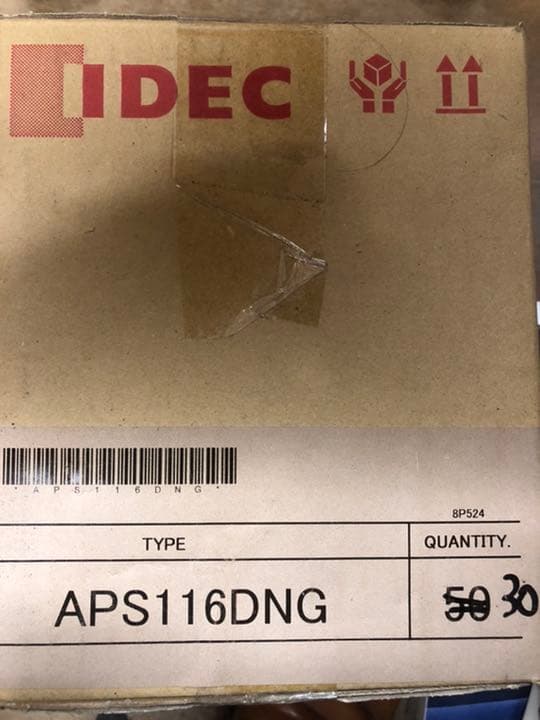 IDEC
*APS116DNG*
8P524
TYPE
QUANTITY.
APS116DNG
50 30